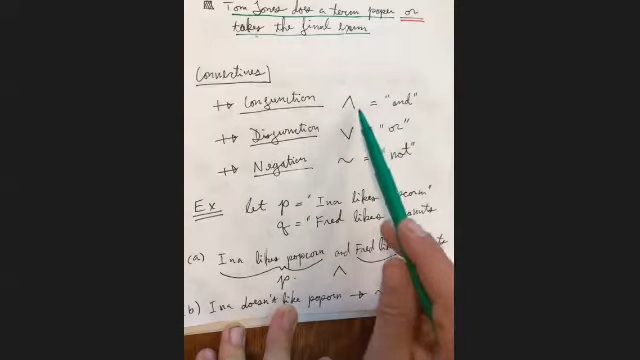 Tom Jones does a term paper or
takes the final exam
Connectives
Conjunction ∧ = "and"
Disjunction ∨ "or"
Negation ~ = "not"
Ex let p = "Ina likes popcorn"
q = "Fred likes
(a) Ina likes popcorn and Fred
p. ∧
(b) Ina doesn't like poporn →